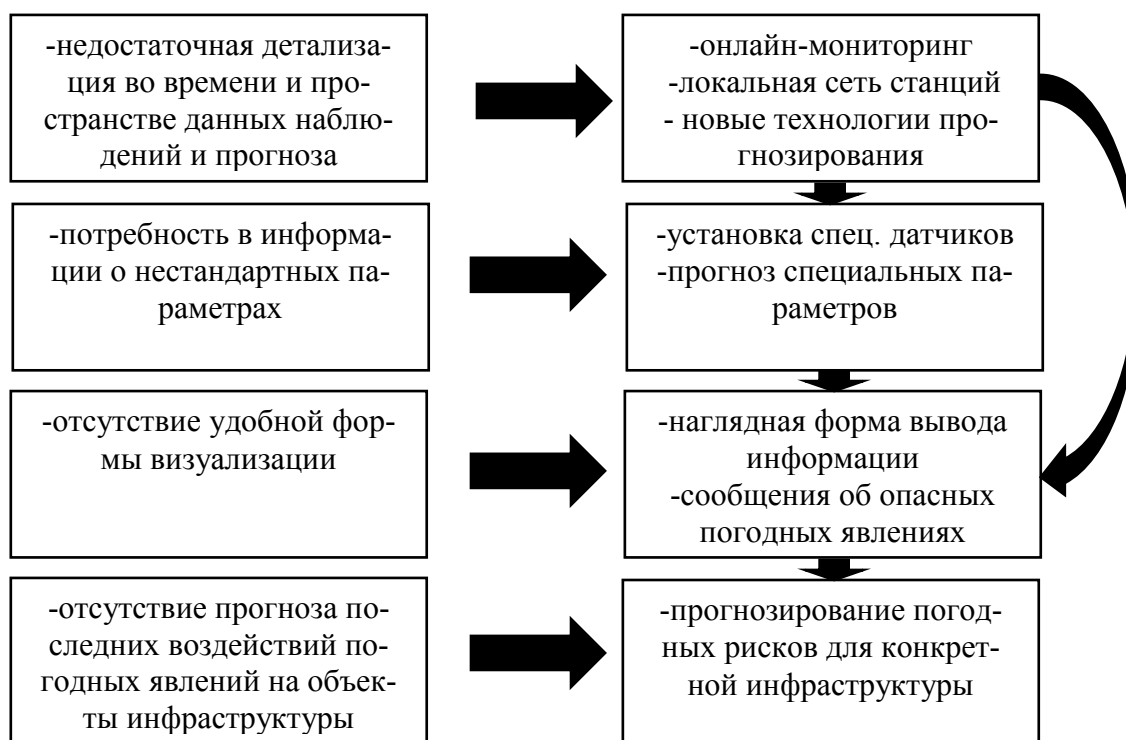 -недостаточная детализа-
ция во времени и про-
странстве данных наблю-
дений и прогноза
-онлайн-мониторинг
-локальная сеть станций
- новые технологии про-
гнозирования
-потребность в информа-
ции о нестандартных па-
раметрах
-установка спец. датчиков
-прогноз специальных па-
раметров
-отсутствие удобной фор-
мы визуализации
-наглядная форма вывода
информации
-сообщения об опасных
погодных явлениях
-отсутствие прогноза по-
следних воздействий по-
годных явлений на объек-
ты инфраструктуры
-прогнозирование погод-
ных рисков для конкрет-
ной инфраструктуры